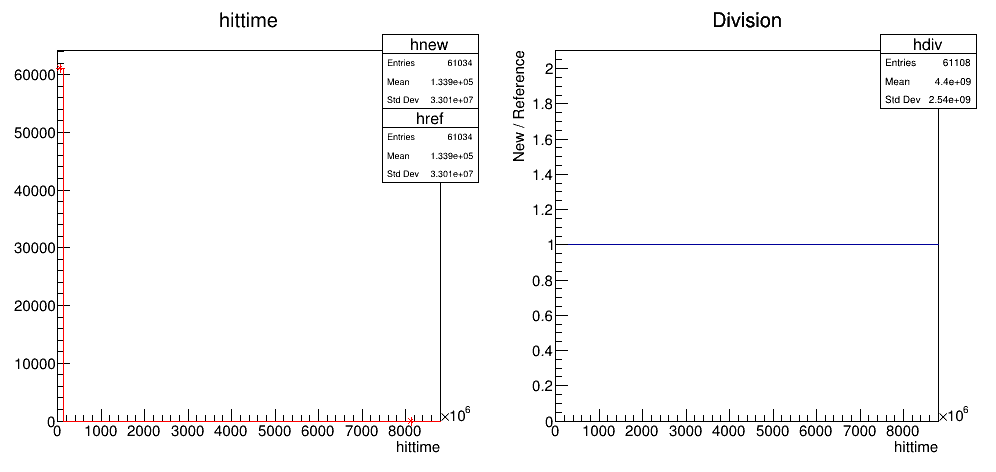 hittime
hnew
Entries 61034
Mean 1.339e+05
Std Dev 3.301e+07
href
Entries 61034
Mean 1.339e+05
Std Dev 3.301e+07
60000
50000
40000
30000
20000
10000
0
0 1000 2000 3000 4000 5000 6000 7000 8000
×10⁶
hittime
Division
hdiv
Entries 61108
Mean 4.4e+09
Std Dev 2.54e+09
New / Reference
2
1.8
1.6
1.4
1.2
1
0.8
0.6
0.4
0.2
0
0 1000 2000 3000 4000 5000 6000 7000 8000
×10⁶
hittime